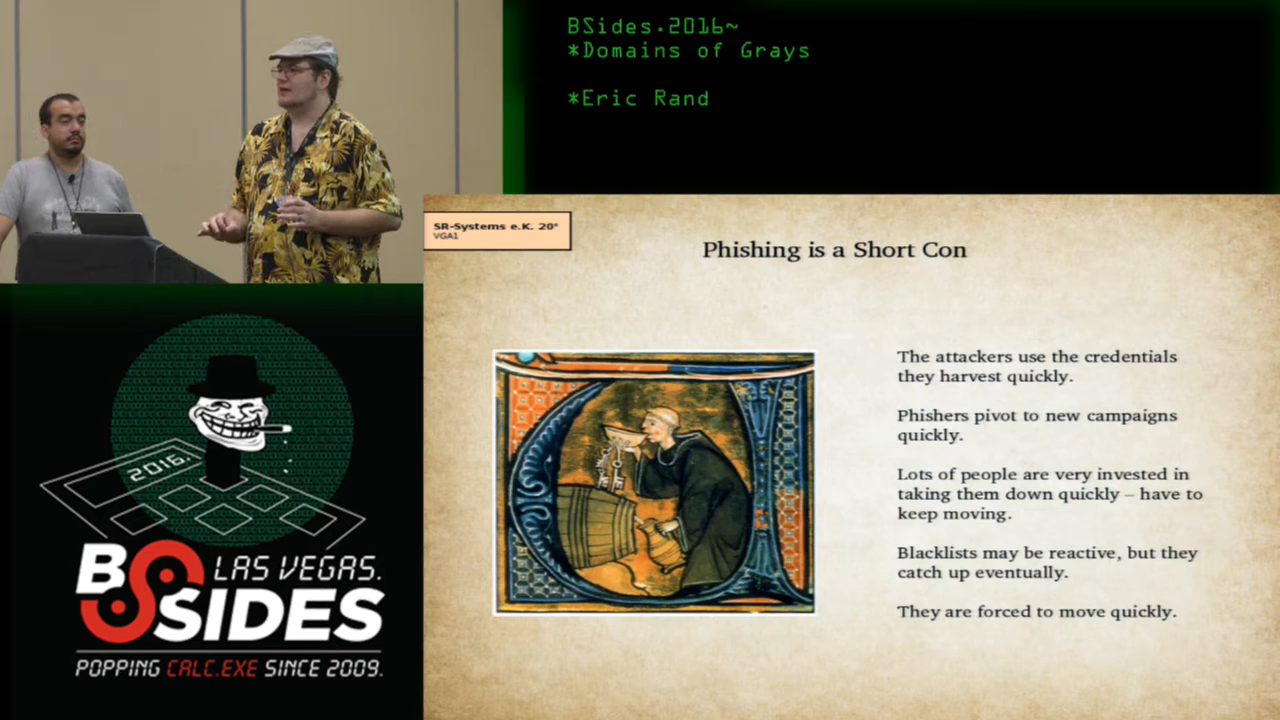 BSides.2016~
*Domains of Grays
*Eric Rand
SR-Systems e.K. 20"
VGA1
Phishing is a Short Con
The attackers use the credentials
they harvest quickly.
Phishers pivot to new campaigns
quickly.
Lots of people are very invested in
taking them down quickly – have to
keep moving.
Blacklists may be reactive, but they
catch up eventually.
They are forced to move quickly.
2016.
BSIDES
LAS VEGAS.
POPPING CALC.EXE SINCE 2009.